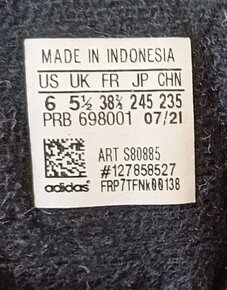 MADE IN INDONESIA
US UK FR JP CHN
6 5½ 38⅔ 245 235
PRB 698001 07/21
ART S80885
#127858527
adidas FRP7TFNk00138